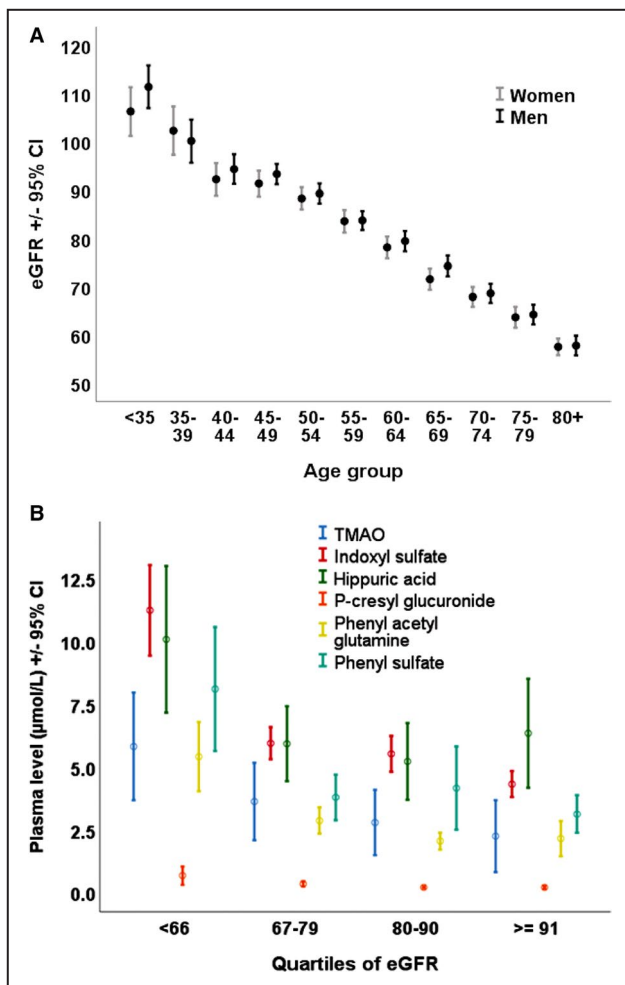 A
120
110
100
90
80
70
60
50
eGFR +/- 95% CI
Women
Men
<35 35- 40- 45- 50- 55- 60- 65- 70- 75- 80+
39 44 49 54 59 64 69 74 79
Age group
B
TMAO
Indoxyl sulfate
Hippuric acid
P-cresyl glucuronide
Phenyl acetyl
glutamine
Phenyl sulfate
12.5
10.0
7.5
5.0
2.5
0.0
Plasma level (µmol/L) +/- 95% CI
<66 67-79 80-90 >= 91
Quartiles of eGFR